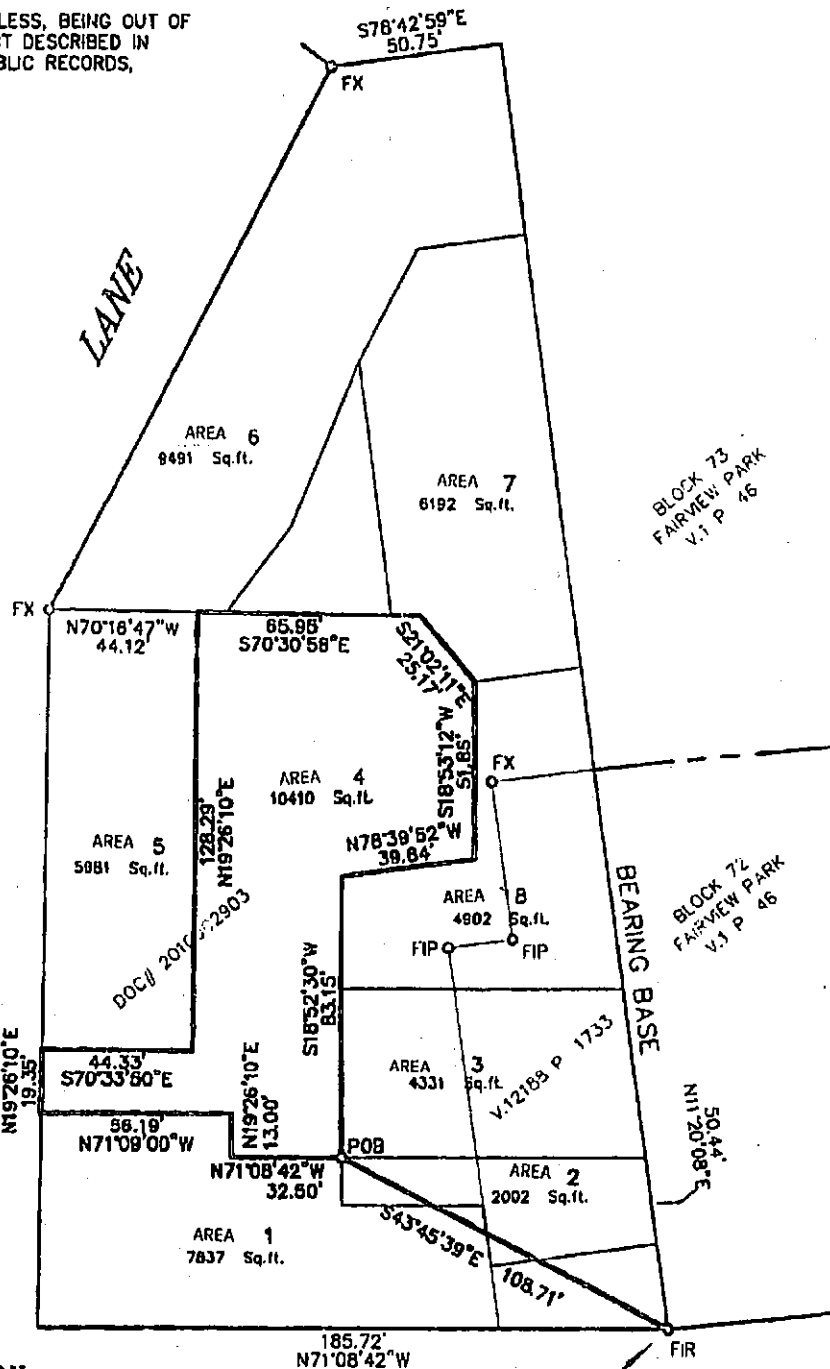 LESS, BEING OUT OF
T DESCRIBED IN
BLIC RECORDS,
S78°42'59"E
50.75'
FX
LANE
AREA 6
9491 Sq.ft.
AREA 7
6192 Sq.ft.
BLOCK 73
FAIRVIEW PARK
V.1 P 46
FX
N70°16'47"W
44.12'
65.95'
S70°30'58"E
S21°02'11"E
25.17'
S18°53'12"W
51.85'
FX
AREA 4
10410 Sq.ft.
128.29'
N19°26'10"E
N78°39'52"W
39.64'
AREA 5
5981 Sq.ft.
DOC#
AREA 8
4902 Sq.ft.
FIP
FIP
BEARING BASE
BLOCK 72
FAIRVIEW PARK
V.1 P 46
S18°52'30"W
83.15'
N19°26'10"E
19.35'
44.33'
S70°33'50"E
AREA 3
4331 Sq.ft.
V.12188 P 1733
56.19'
N71°09'00"W
N19°26'10"E
13.00'
POB
N71°08'42"W
32.50'
AREA 2
2002 Sq.ft.
50.44'
N11°20'08"E
AREA 1
7837 Sq.ft.
S43°45'39"E
108.71'
185.72'
N71°08'42"W
FIR